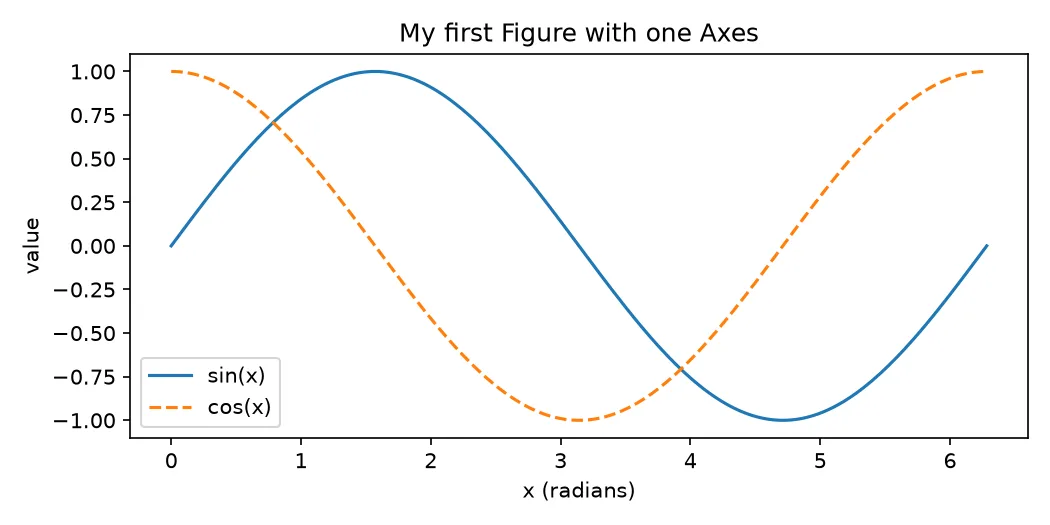 My first Figure with one Axes
1.00
0.75
0.50
0.25
0.00
−0.25
−0.50
−0.75
−1.00
value
sin(x)
cos(x)
0 1 2 3 4 5 6
x (radians)